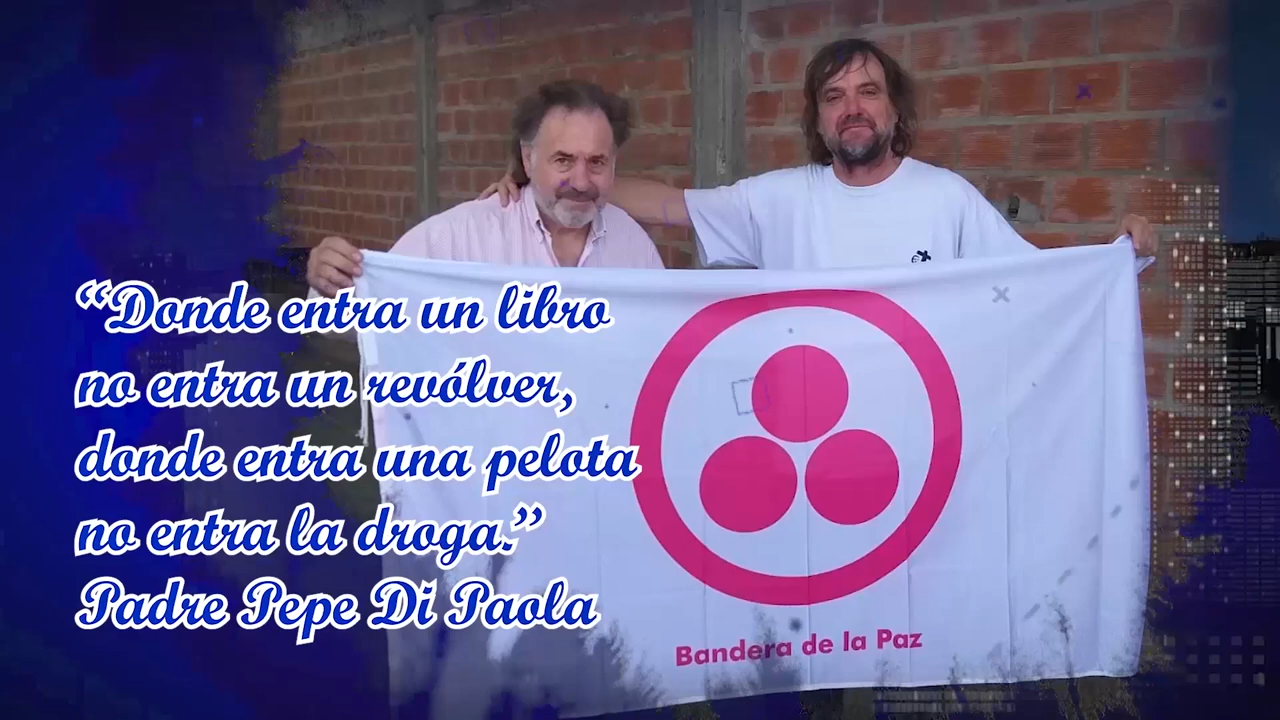 “Donde entra un libro
no entra un revólver,
donde entra una pelota
no entra la droga.”
Padre Pepe Di Paola
Bandera de la Paz